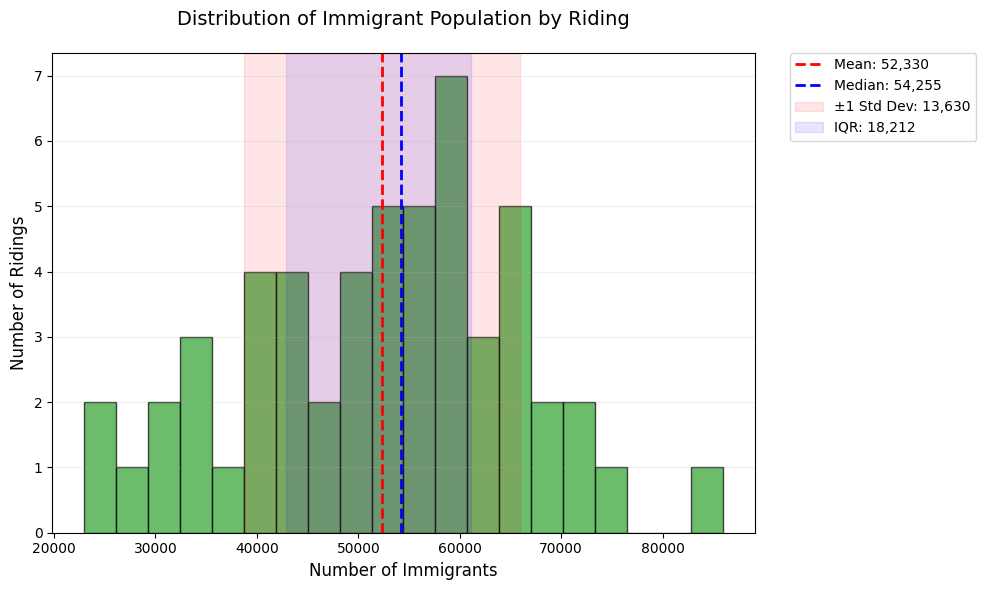 Distribution of Immigrant Population by Riding
Mean: 52,330
Median: 54,255
±1 Std Dev: 13,630
IQR: 18,212
Number of Ridings
7
6
5
4
3
2
1
0
20000 30000 40000 50000 60000 70000 80000
Number of Immigrants